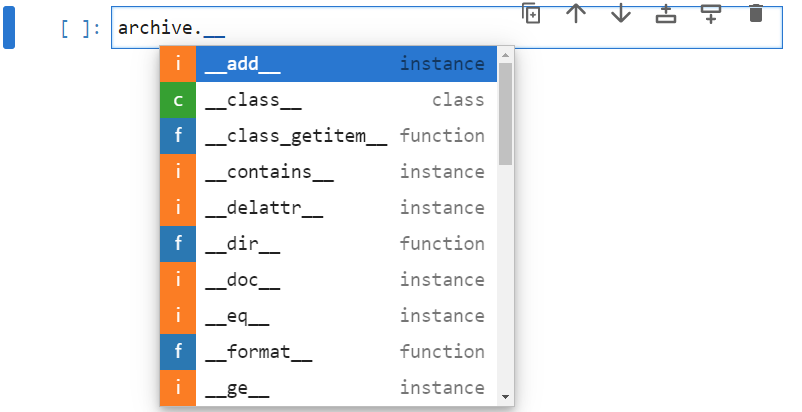 [ ]: archive.__
i __add__ instance
c __class__ class
f __class_getitem__ function
i __contains__ instance
i __delattr__ instance
f __dir__ function
i __doc__ instance
i __eq__ instance
f __format__ function
i __ge__ instance